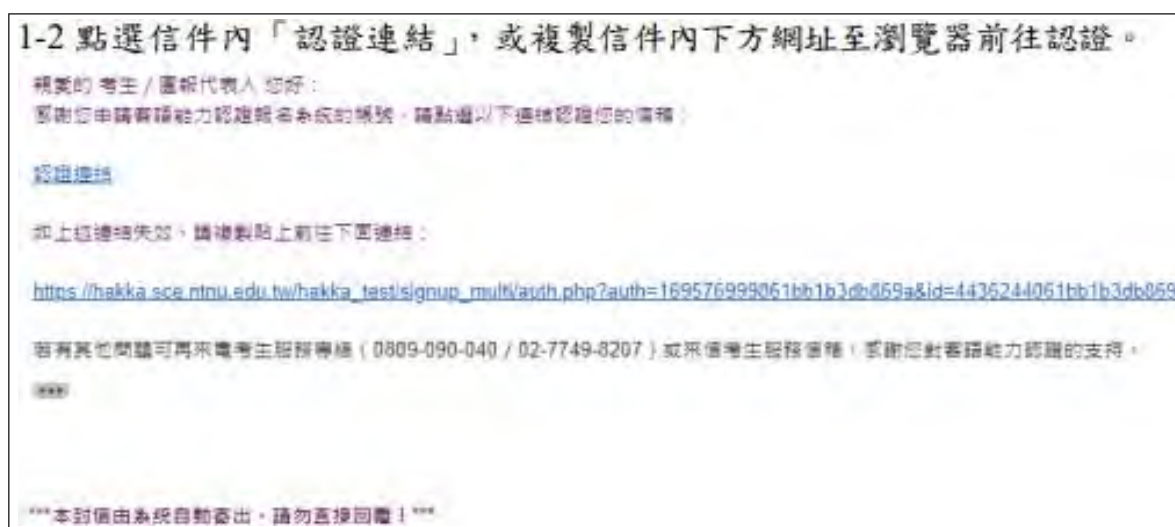 1-2 點選信件內「認證連結」，或複製信件內下方網址至瀏覽器前往認證。
親愛的 考生 / 團報代表人 您好：
感謝您申請客語能力認證報名系統的帳號，請點選以下連結認證您的信箱：
認證連結
如上述連結失效，請複製貼上前往下面連結：
https://hakka.sce.ntnu.edu.tw/hakka_test/signup_multi/auth.php?auth=169576999861bb1b3db869a&id=4436244061bb1b3db869
若有其他問題可再來電考生服務專線（0809-090-040 / 02-7749-8207）或來信考生服務信箱，感謝您對客語能力認證的支持。
***本封信由系統自動寄出，請勿直接回覆！***